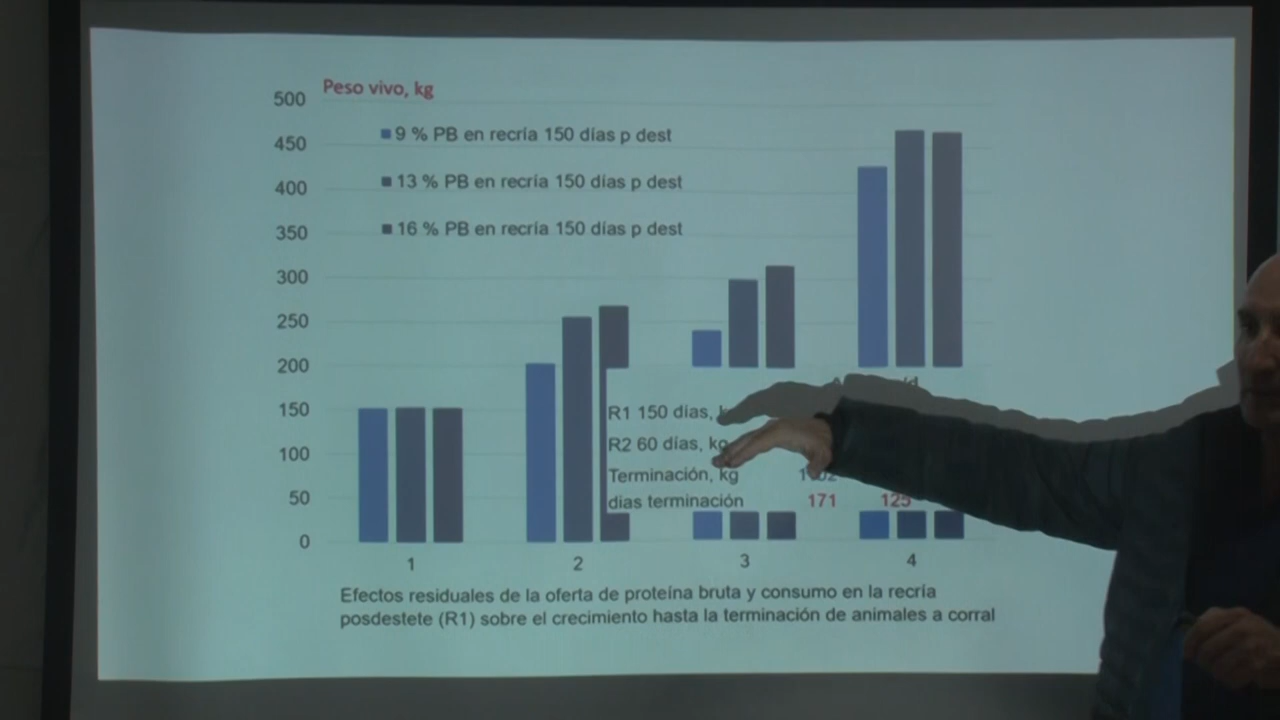 Peso vivo, kg
500
450
400
350
300
250
200
150
100
50
0
9 % PB en recría 150 días p dest
13 % PB en recría 150 días p dest
16 % PB en recría 150 días p dest
R1 150 días,
R2 60 días, kg
Terminación, kg
dias terminación 171 125
1 2 3 4
Efectos residuales de la oferta de proteína bruta y consumo en la recría
posdestete (R1) sobre el crecimiento hasta la terminación de animales a corral